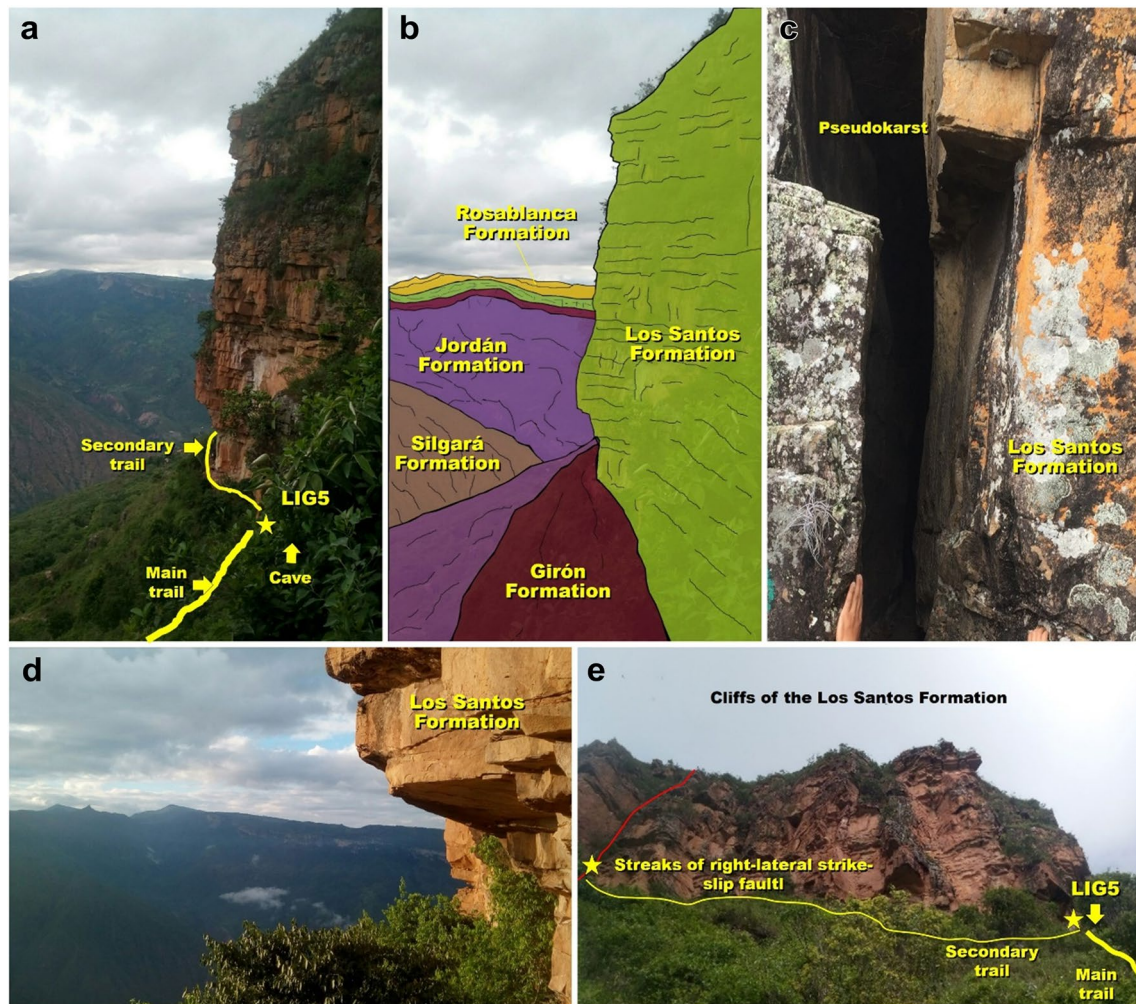 a
Secondary
trail
LIG5
Main
trail
Cave
b
Rosablanca
Formation
Jordán
Formation
Los Santos
Formation
Silgará
Formation
Girón
Formation
c
Pseudokarst
Los Santos
Formation
d
Los Santos
Formation
e
Cliffs of the Los Santos Formation
Streaks of right-lateral strike-
slip faultl
LIG5
Secondary
trail
Main
trail